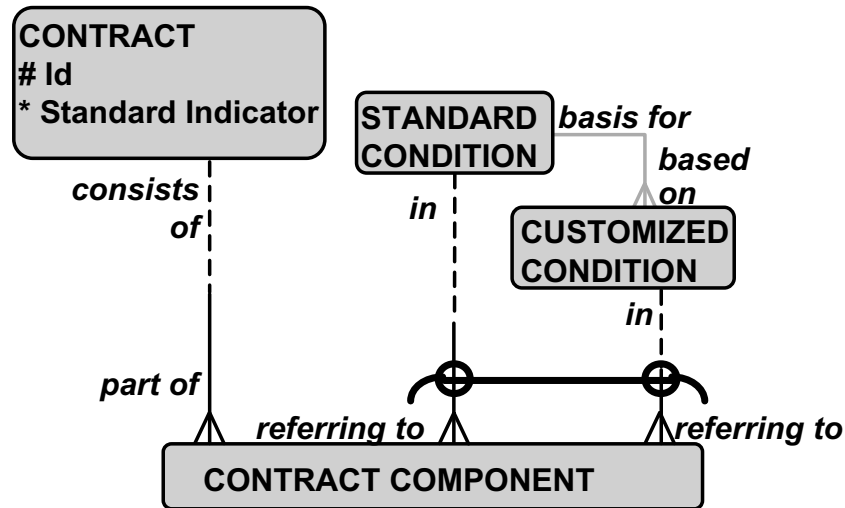 CONTRACT
# Id
* Standard Indicator
STANDARD
CONDITION
basis for
based
on
consists
of
in
CUSTOMIZED
CONDITION
in
part of
referring to
referring to
CONTRACT COMPONENT